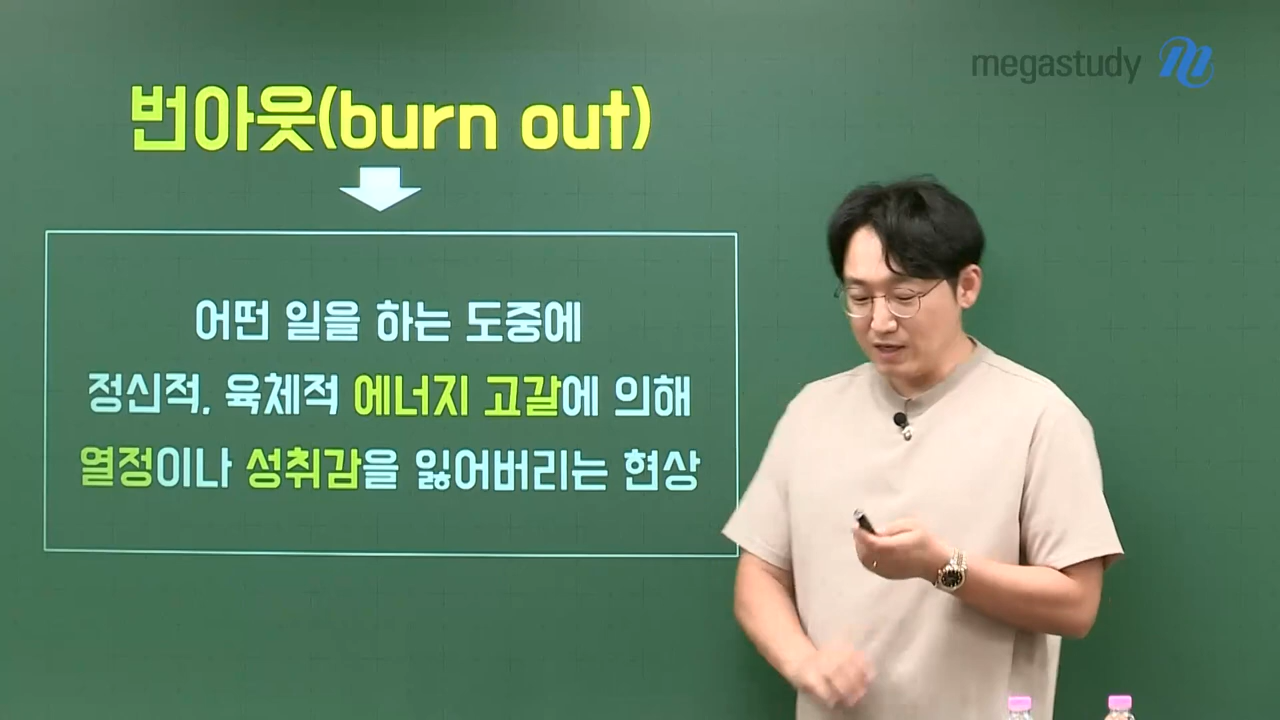 megastudy
번아웃(burn out)
어떤 일을 하는 도중에
정신적, 육체적 에너지 고갈에 의해
열정이나 성취감을 잃어버리는 현상